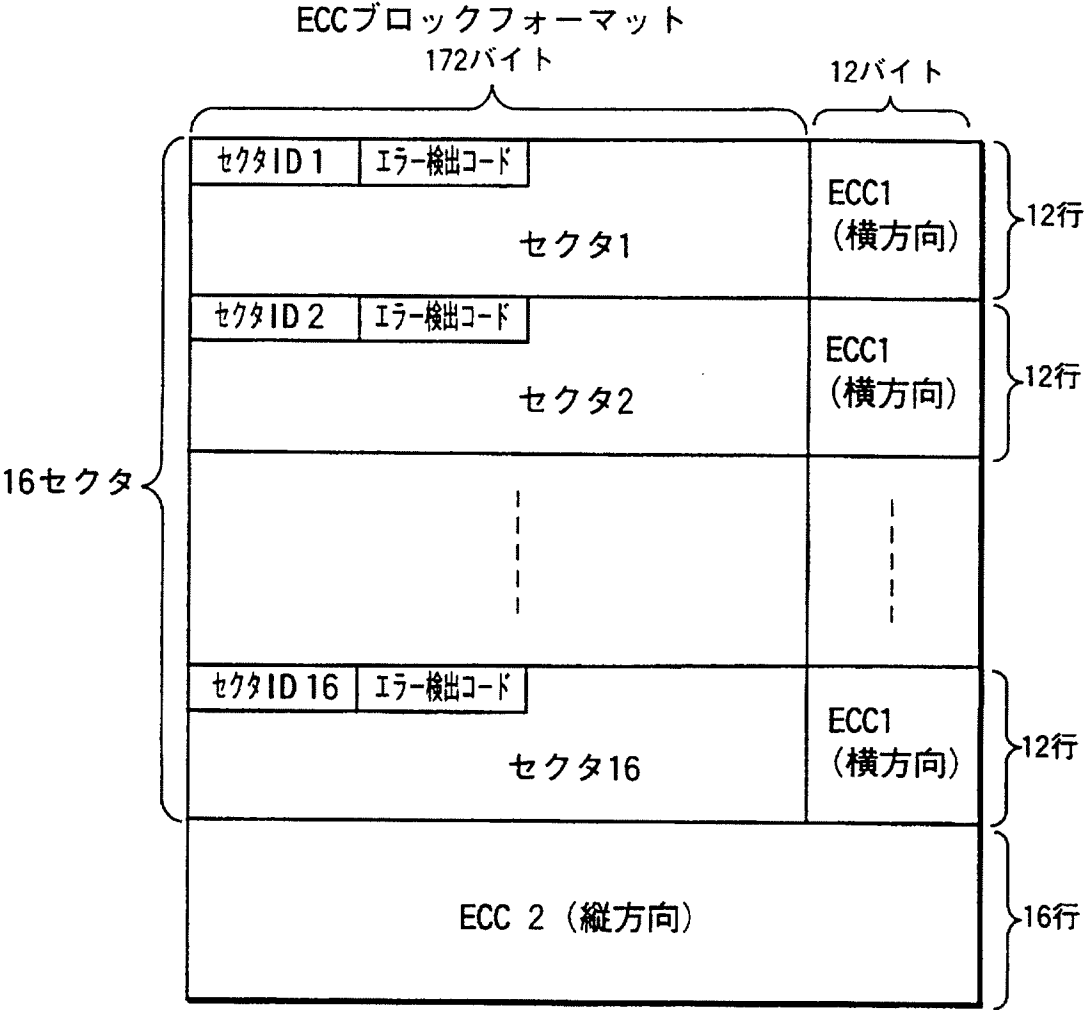 ECCブロックフォーマット
172バイト
12バイト
セクタID 1
エラー検出コード
ECC1
(横方向)
12行
セクタ1
セクタID 2
エラー検出コード
ECC1
(横方向)
12行
セクタ2
16セクタ
セクタID 16
エラー検出コード
ECC1
(横方向)
12行
セクタ16
ECC 2 (縦方向)
16行